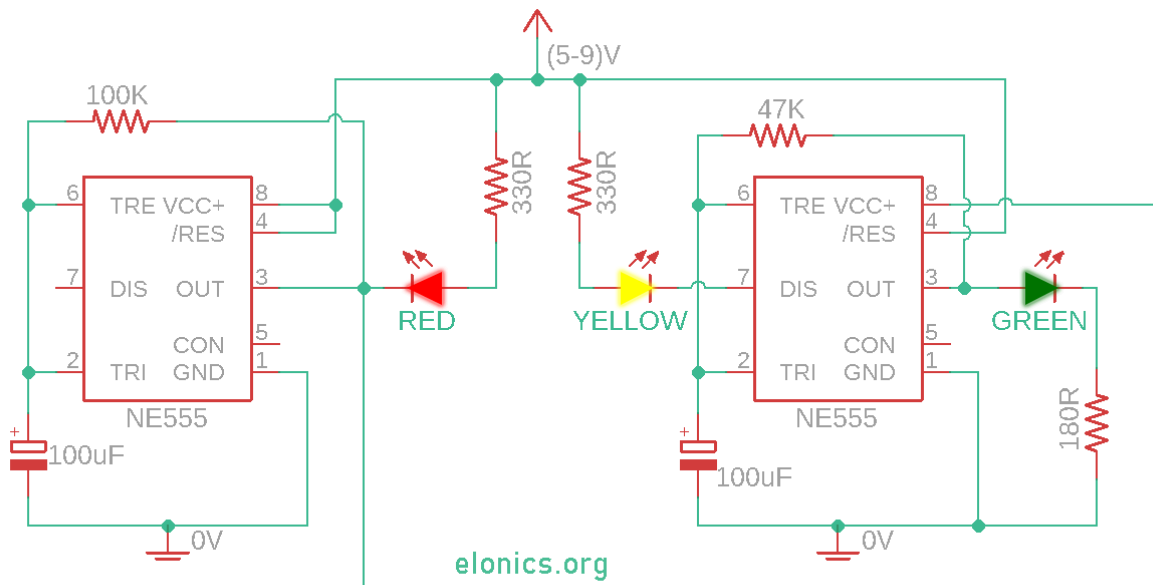 (5-9)V
100K
47K
330R
330R
6
TRE
VCC+
8
/RES
4
7
DIS
OUT
3
CON
5
2
TRI
GND
1
NE555
RED
YELLOW
6
TRE
VCC+
8
/RES
4
7
DIS
OUT
3
CON
5
2
TRI
GND
1
NE555
GREEN
180R
+
100uF
+
100uF
0V
0V
elonics.org